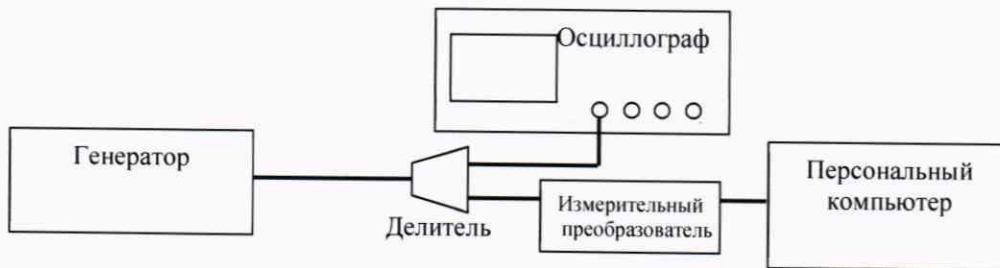 Осциллограф
Генератор
Делитель
Измерительный
преобразователь
Персональный
компьютер